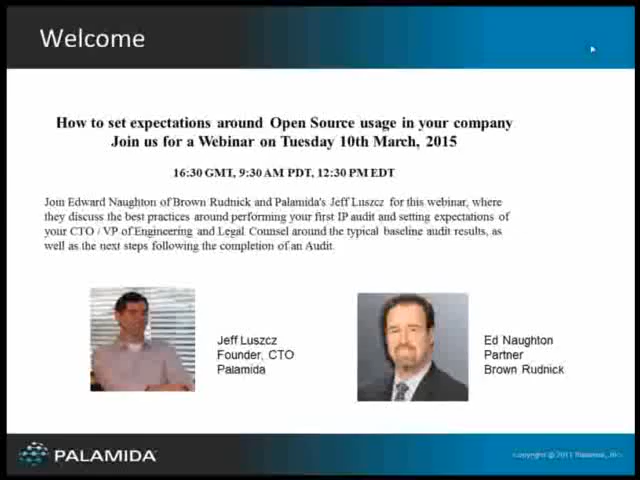 Welcome
How to set expectations around Open Source usage in your company
Join us for a Webinar on Tuesday 10th March, 2015
16:30 GMT, 9:30 AM PDT, 12:30 PM EDT
Join Edward Naughton of Brown Rudnick and Palamida's Jeff Luszcz for this webinar, where
they discuss the best practices around performing your first IP audit and setting expectations of
your CTO / VP of Engineering and Legal Counsel around the typical baseline audit results, as
well as the next steps following the completion of an Audit.
Jeff Luszcz
Founder, CTO
Palamida
Ed Naughton
Partner
Brown Rudnick
PALAMIDA
Copyright © 2011 Palamida, Inc.